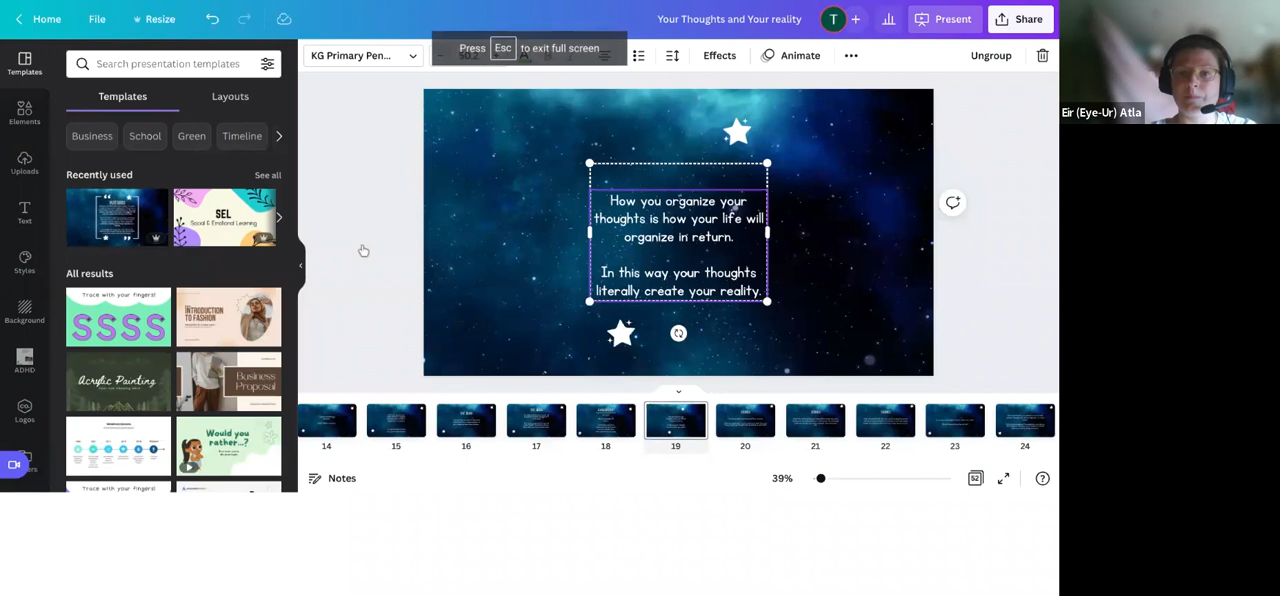 Home
File
Resize
Your Thoughts and Your reality
T
Present
Share
Press Esc to exit full screen
KG Primary Pen...
Effects
Animate
Ungroup
Templates
Elements
Uploads
Text
Styles
Background
ADHD
Logos
Search presentation templates
Templates
Layouts
Business
School
Green
Timeline
Recently used
See all
SEL
Social & Emotional Learning
All results
Trace with your fingers!
SSSS
INTRODUCTION
TO FASHION
Acrylic Painting
Business
Proposal
Would you
rather...?
Trace with your fingers!
How you organize your
thoughts is how your life will
organize in return.
In this way your thoughts
literally create your reality.
14
15
16
17
18
19
20
21
22
23
24
Notes
39%
52
Eir (Eye-Ur) Atla